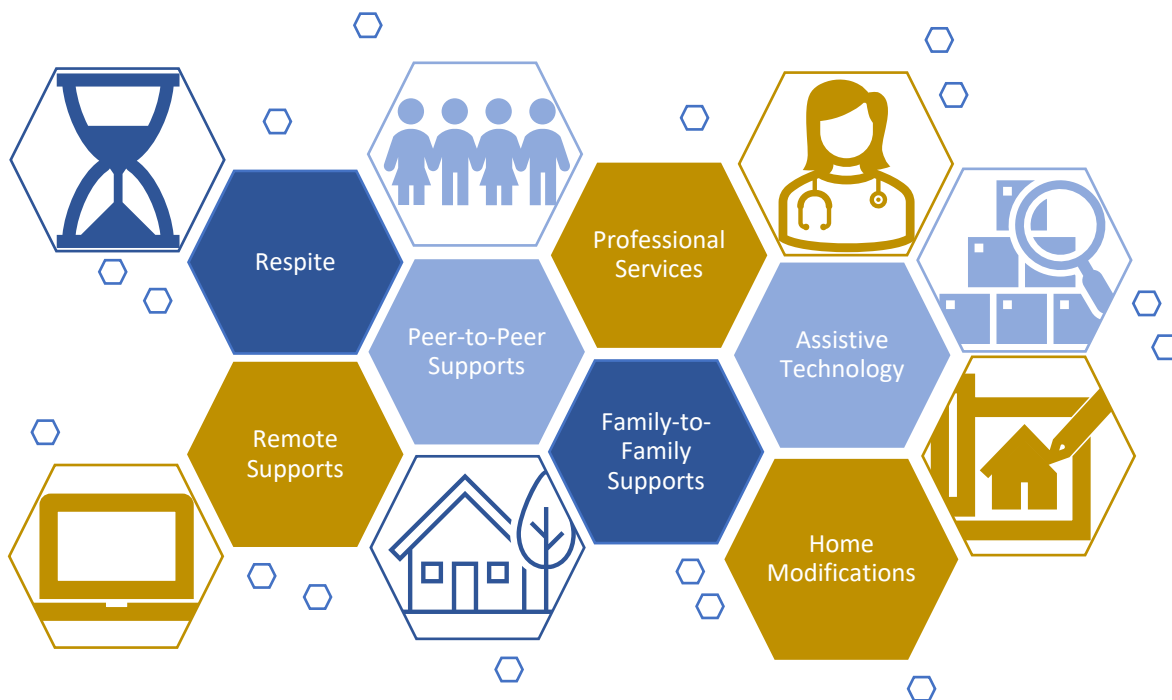 Respite
Peer-to-Peer
Supports
Professional
Services
Assistive
Technology
Remote
Supports
Family-to-
Family
Supports
Home
Modifications